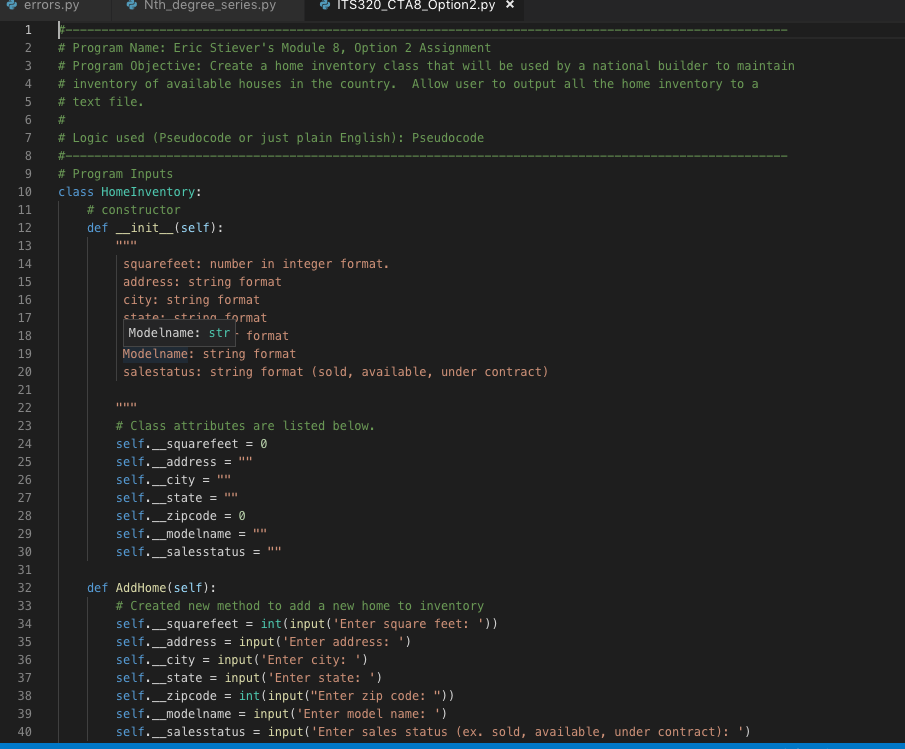 errors.py Nth_degree_series.py ITS320_CTA8_Option2.py ×
1 #----------------------------------------------------------------------------------------------------
2 # Program Name: Eric Stiever's Module 8, Option 2 Assignment
3 # Program Objective: Create a home inventory class that will be used by a national builder to maintain
4 # inventory of available houses in the country.  Allow user to output all the home inventory to a
5 # text file.
6 #
7 # Logic used (Pseudocode or just plain English): Pseudocode
8 #----------------------------------------------------------------------------------------------------
9 # Program Inputs
10 class HomeInventory:
11     # constructor
12     def __init__(self):
13         """
14          squarefeet: number in integer format.
15          address: string format
16          city: string format
17          state: string format
Modelname: str
18 format
19          Modelname: string format
20          salestatus: string format (sold, available, under contract)
21
22         """
23         # Class attributes are listed below.
24         self.__squarefeet = 0
25         self.__address = ""
26         self.__city = ""
27         self.__state = ""
28         self.__zipcode = 0
29         self.__modelname = ""
30         self.__salesstatus = ""
31
32     def AddHome(self):
33         # Created new method to add a new home to inventory
34         self.__squarefeet = int(input('Enter square feet: '))
35         self.__address = input('Enter address: ')
36         self.__city = input('Enter city: ')
37         self.__state = input('Enter state: ')
38         self.__zipcode = int(input("Enter zip code: "))
39         self.__modelname = input('Enter model name: ')
40         self.__salesstatus = input('Enter sales status (ex. sold, available, under contract): ')